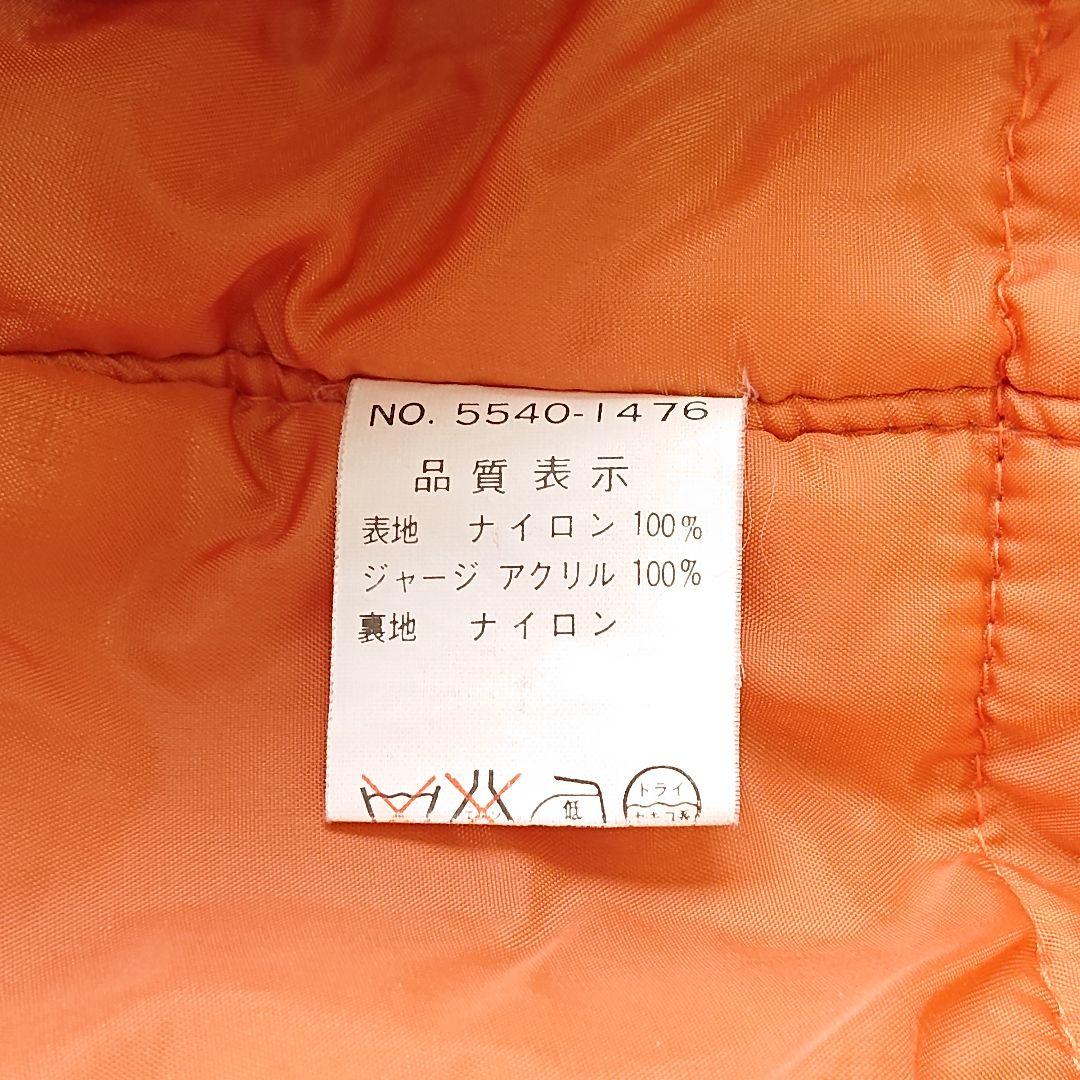 NO. 5540-1476
品質表示
表地 ナイロン 100%
ジャージ アクリル 100%
裏地 ナイロン
低 ドライ